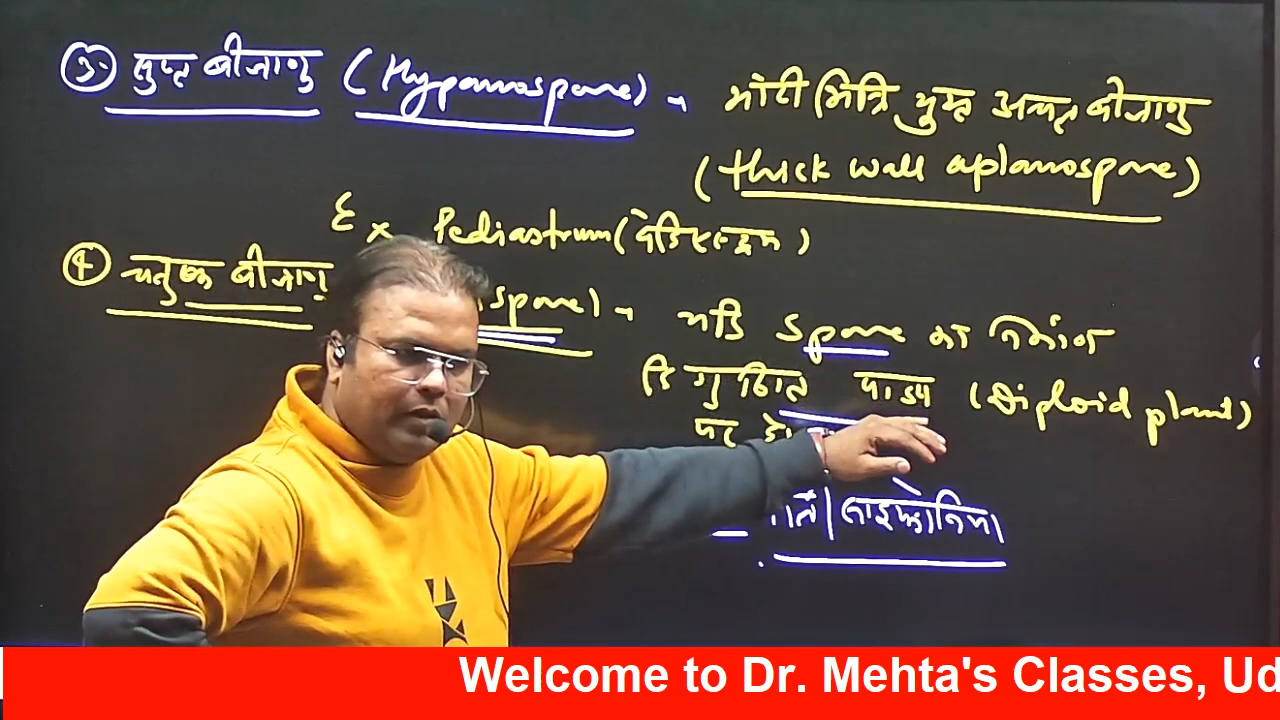 ③ सुप्त बीजाणु (Hypnospore) -
मोटी भित्ति युक्त अचल बीजाणु
(thick wall aplanospore)
Ex Pediastrum (पेडिएस्ट्रम)
④ चतुष्क बीजाणु spore) -
यदि Spore का निर्माण
द्विगुणित पादप (Diploid plant)
पर
Welcome to Dr. Mehta's Classes, Ud